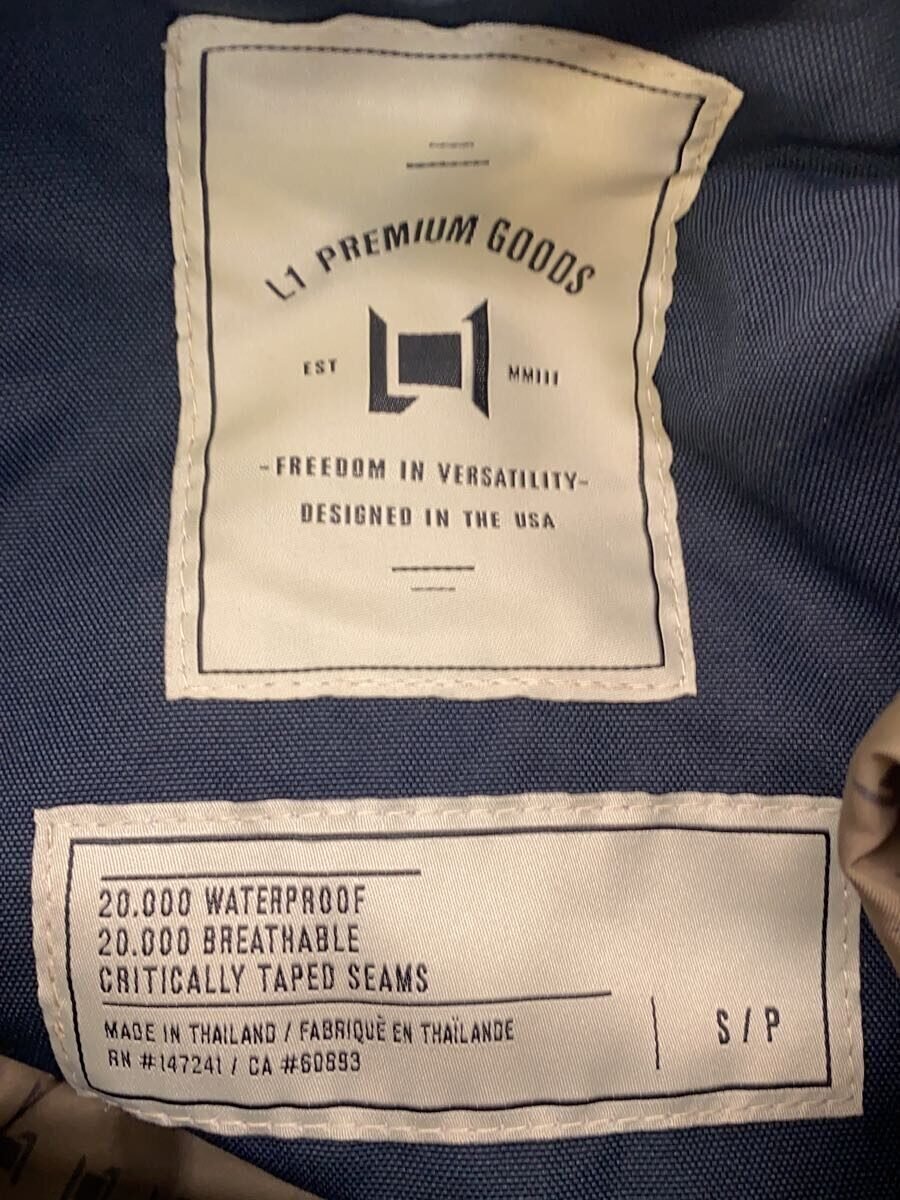 L1 PREMIUM GOODS
EST MMIII
-FREEDOM IN VERSATILITY-
DESIGNED IN THE USA
20.000 WATERPROOF
20.000 BREATHABLE
CRITICALLY TAPED SEAMS
MADE IN THAILAND / FABRIQUÈ EN THAÏLANDE
RN #147241 / CA #60893
S / P